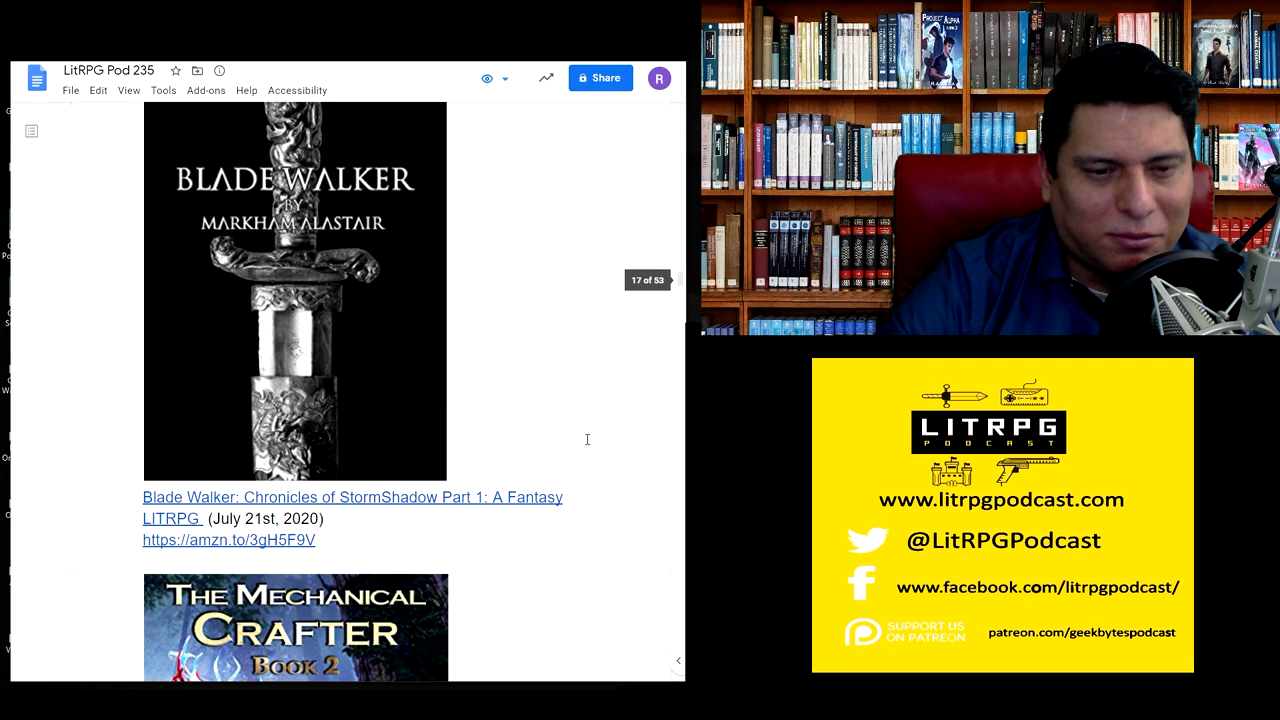 LitRPG Pod 235
File Edit View Tools Add-ons Help Accessibility
Share
R
BLADE WALKER
BY
MARKHAM ALASTAIR
17 of 53
Blade Walker: Chronicles of StormShadow Part 1: A Fantasy
LITRPG (July 21st, 2020)
https://amzn.to/3gH5F9V
THE MECHANICAL
CRAFTER
BOOK 2
PROJECT ALPHA
LITRPG
PODCAST
www.litrpgpodcast.com
@LitRPGPodcast
www.facebook.com/litrpgpodcast/
SUPPORT US
ON PATREON
patreon.com/geekbytespodcast